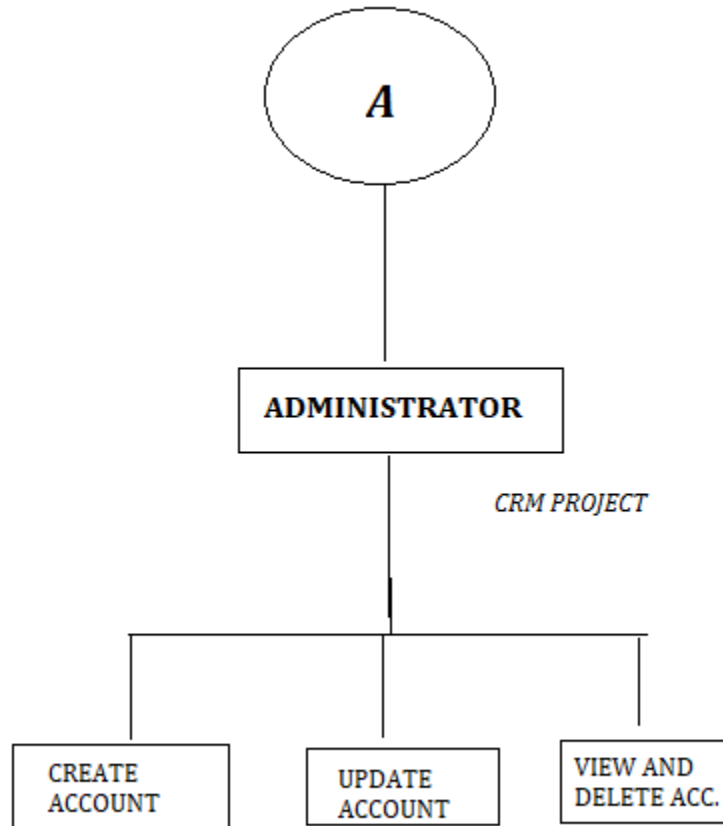 A
ADMINISTRATOR
CRM PROJECT
CREATE
ACCOUNT
UPDATE
ACCOUNT
VIEW AND
DELETE ACC.